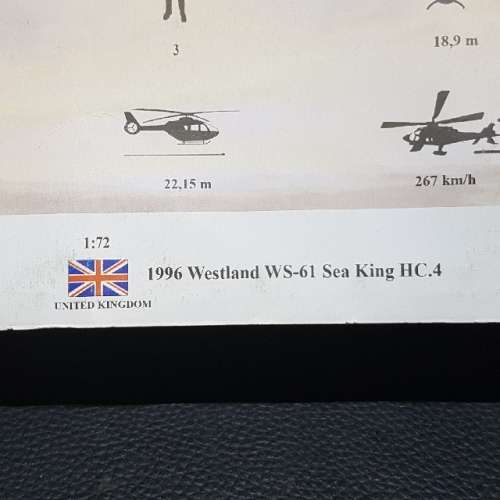 3
18,9 m
22,15 m
267 km/h
1:72
1996 Westland WS-61 Sea King HC.4
UNITED KINGDOM